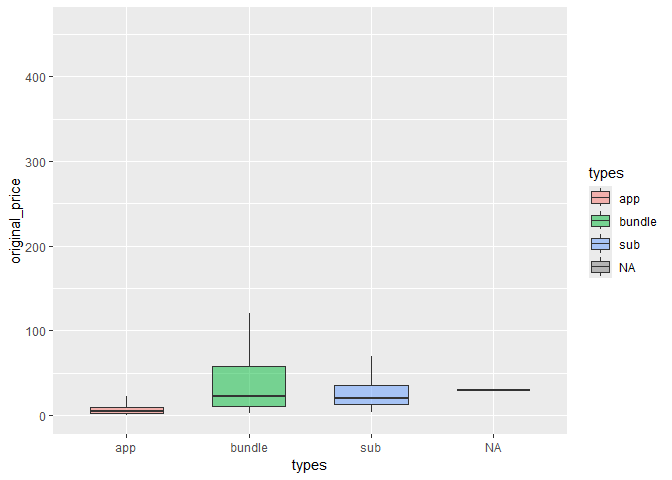 original_price
400
300
200
100
0
app bundle sub NA
types
types
app
bundle
sub
NA